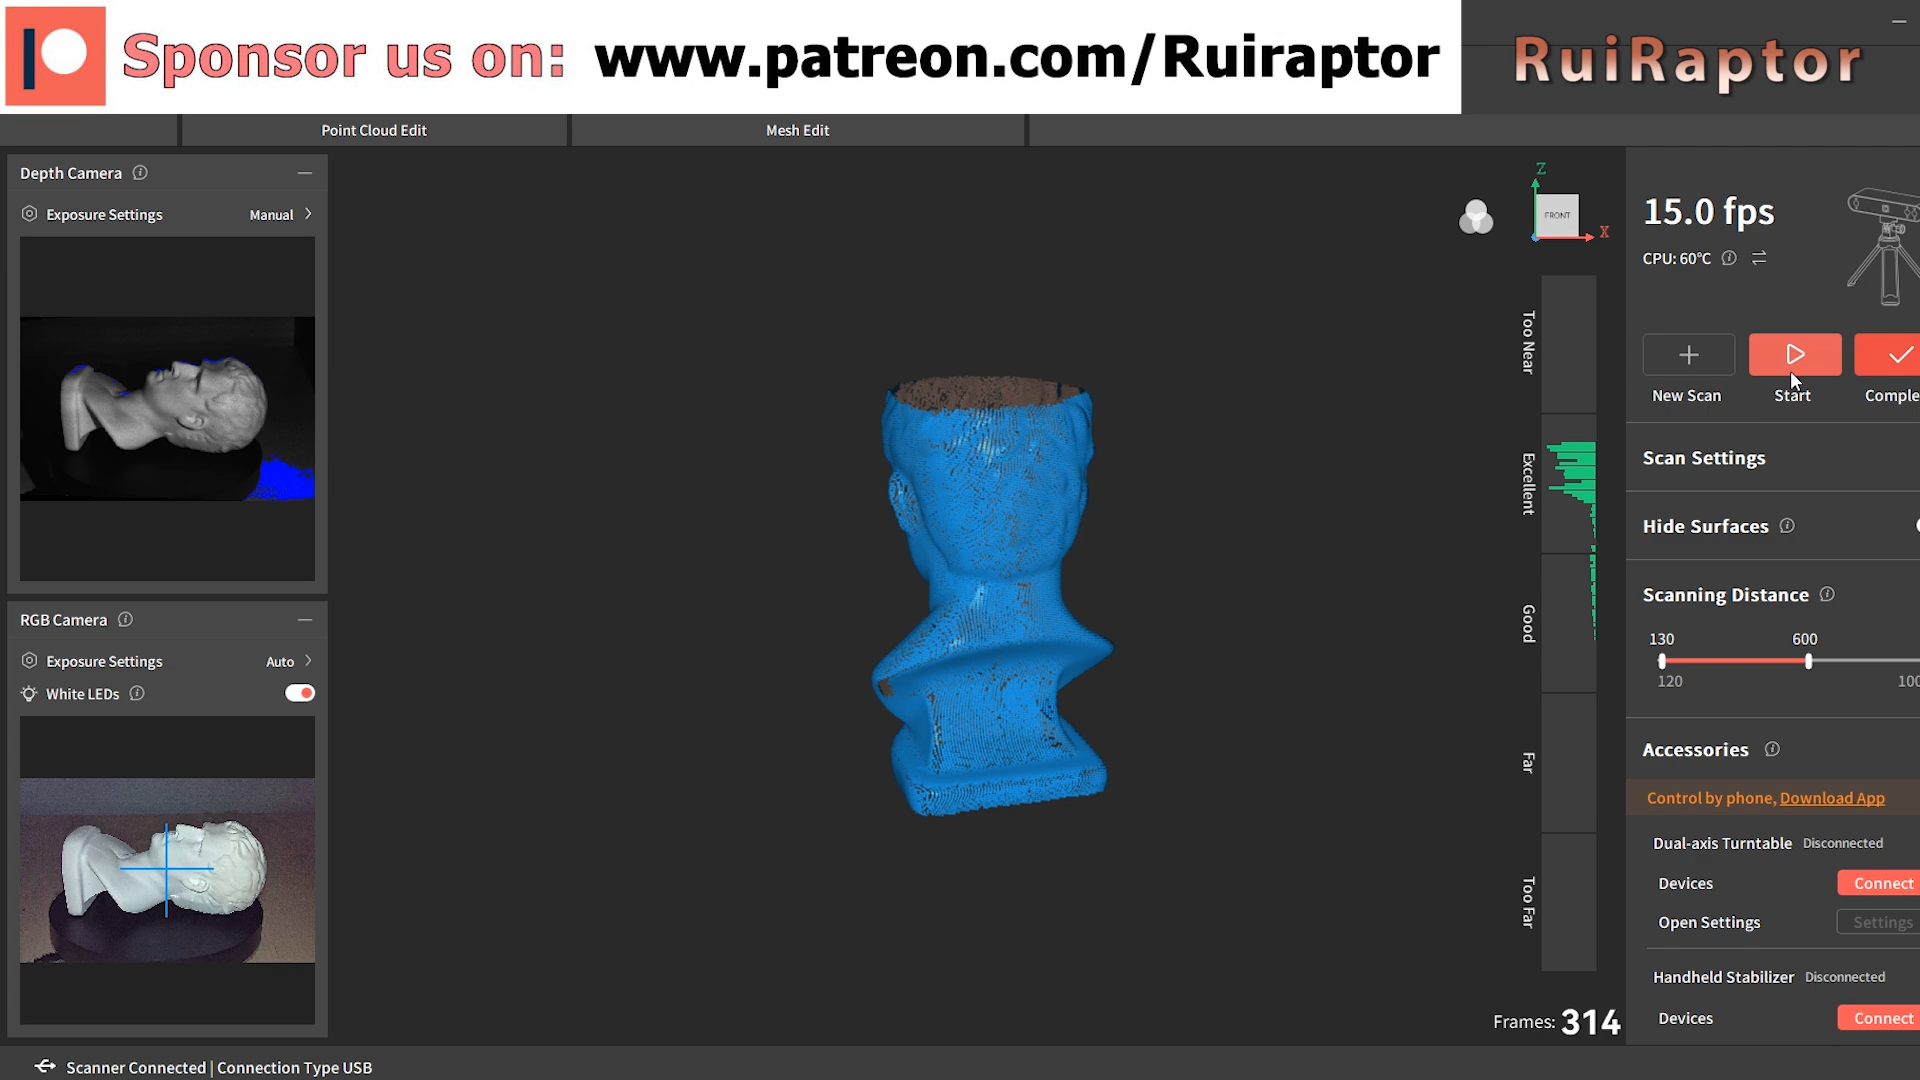 Sponsor us on: www.patreon.com/Ruiraptor
RuiRaptor
Point Cloud Edit
Mesh Edit
Depth Camera
Exposure Settings Manual
RGB Camera
Exposure Settings Auto
White LEDs
Z
FRONT
X
Too Near
Excellent
Good
Far
Too Far
Frames: 314
15.0 fps
CPU: 60℃
New Scan
Start
Comple
Scan Settings
Hide Surfaces
Scanning Distance
130 600
120 100
Accessories
Control by phone, Download App
Dual-axis Turntable Disconnected
Devices Connect
Open Settings Settings
Handheld Stabilizer Disconnected
Devices Connect
Scanner Connected | Connection Type USB